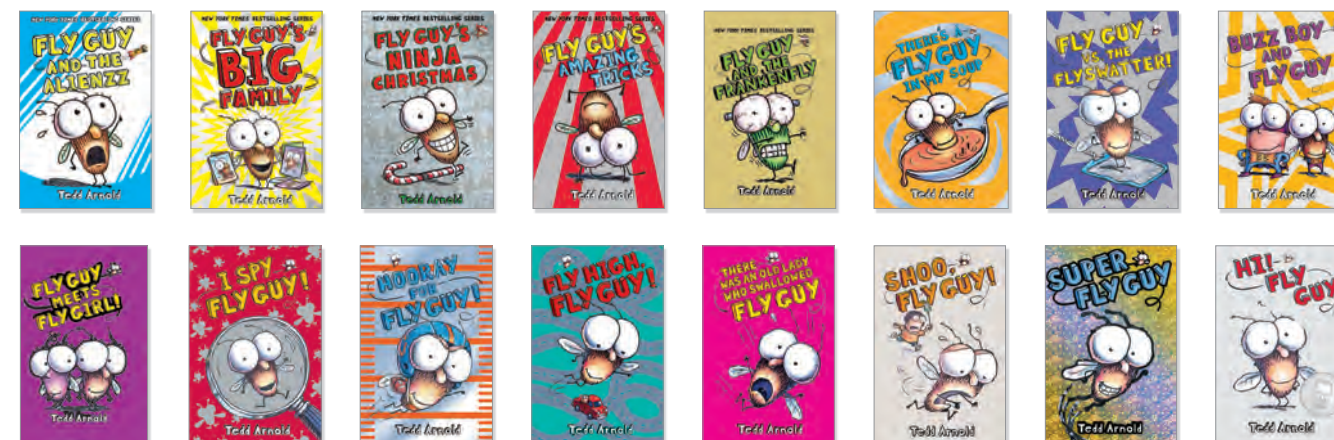 NEW YORK TIMES BESTSELLING SERIES
FLY GUY
AND THE
ALIENZZ
Tedd Arnold
NEW YORK TIMES BESTSELLING SERIES
FLY GUY'S
BIG
FAMILY
Tedd Arnold
NEW YORK TIMES BESTSELLING SERIES
FLY GUY'S
NINJA
CHRISTMAS
Tedd Arnold
NEW YORK TIMES BESTSELLING SERIES
FLY GUY'S
AMAZING
TRICKS
Tedd Arnold
NEW YORK TIMES BESTSELLING SERIES
FLY GUY
AND THE
FRANKENFLY
Tedd Arnold
THERE'S A
FLY GUY
IN MY SOUP
Tedd Arnold
FLY GUY
VS. THE
FLYSWATTER!
Tedd Arnold
BUZZ BOY
AND
FLY GUY
Tedd Arnold
FLY GUY
MEETS
FLY GIRL!
Tedd Arnold
I SPY
FLY GUY!
Tedd Arnold
HOORAY
FOR
FLY GUY!
Tedd Arnold
FLY HIGH,
FLY GUY!
Tedd Arnold
THERE
WAS AN OLD LADY
WHO SWALLOWED
FLY GUY
Tedd Arnold
SHOO,
FLY GUY!
Tedd Arnold
SUPER
FLY GUY
Tedd Arnold
HI!
FLY
GUY
Tedd Arnold